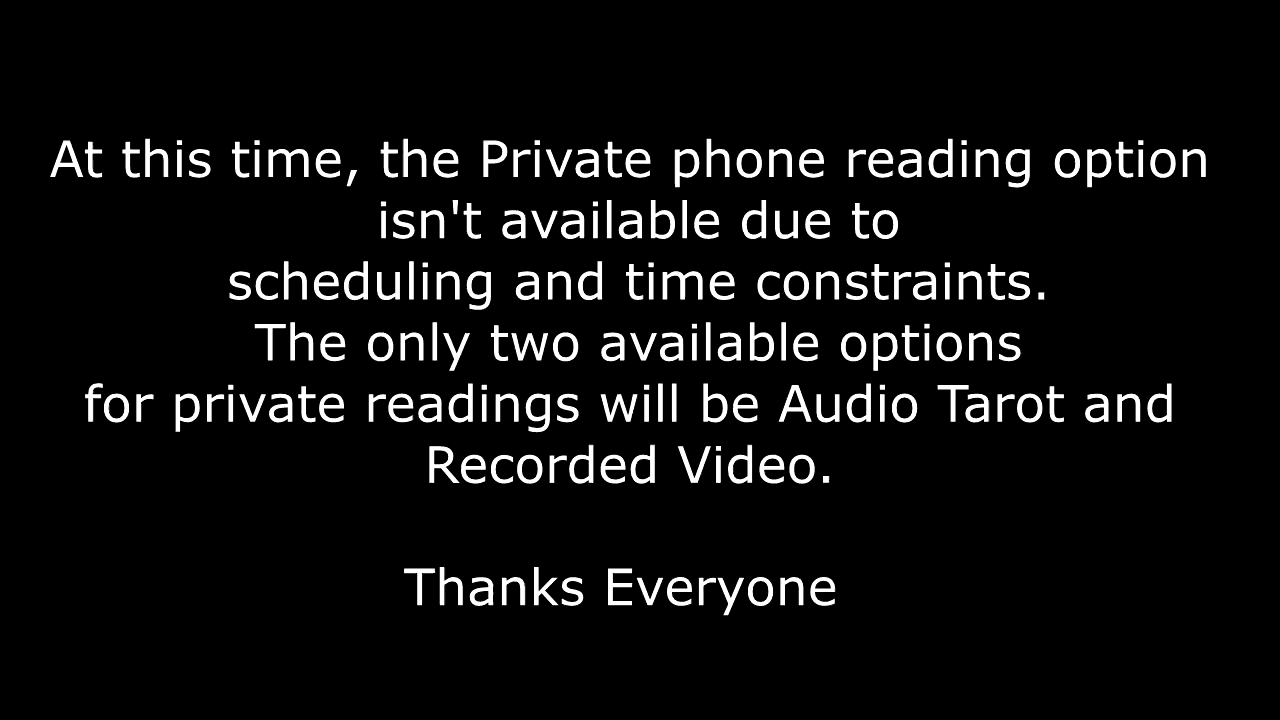 At this time, the Private phone reading option
isn't available due to
scheduling and time constraints.
The only two available options
for private readings will be Audio Tarot and
Recorded Video.
Thanks Everyone